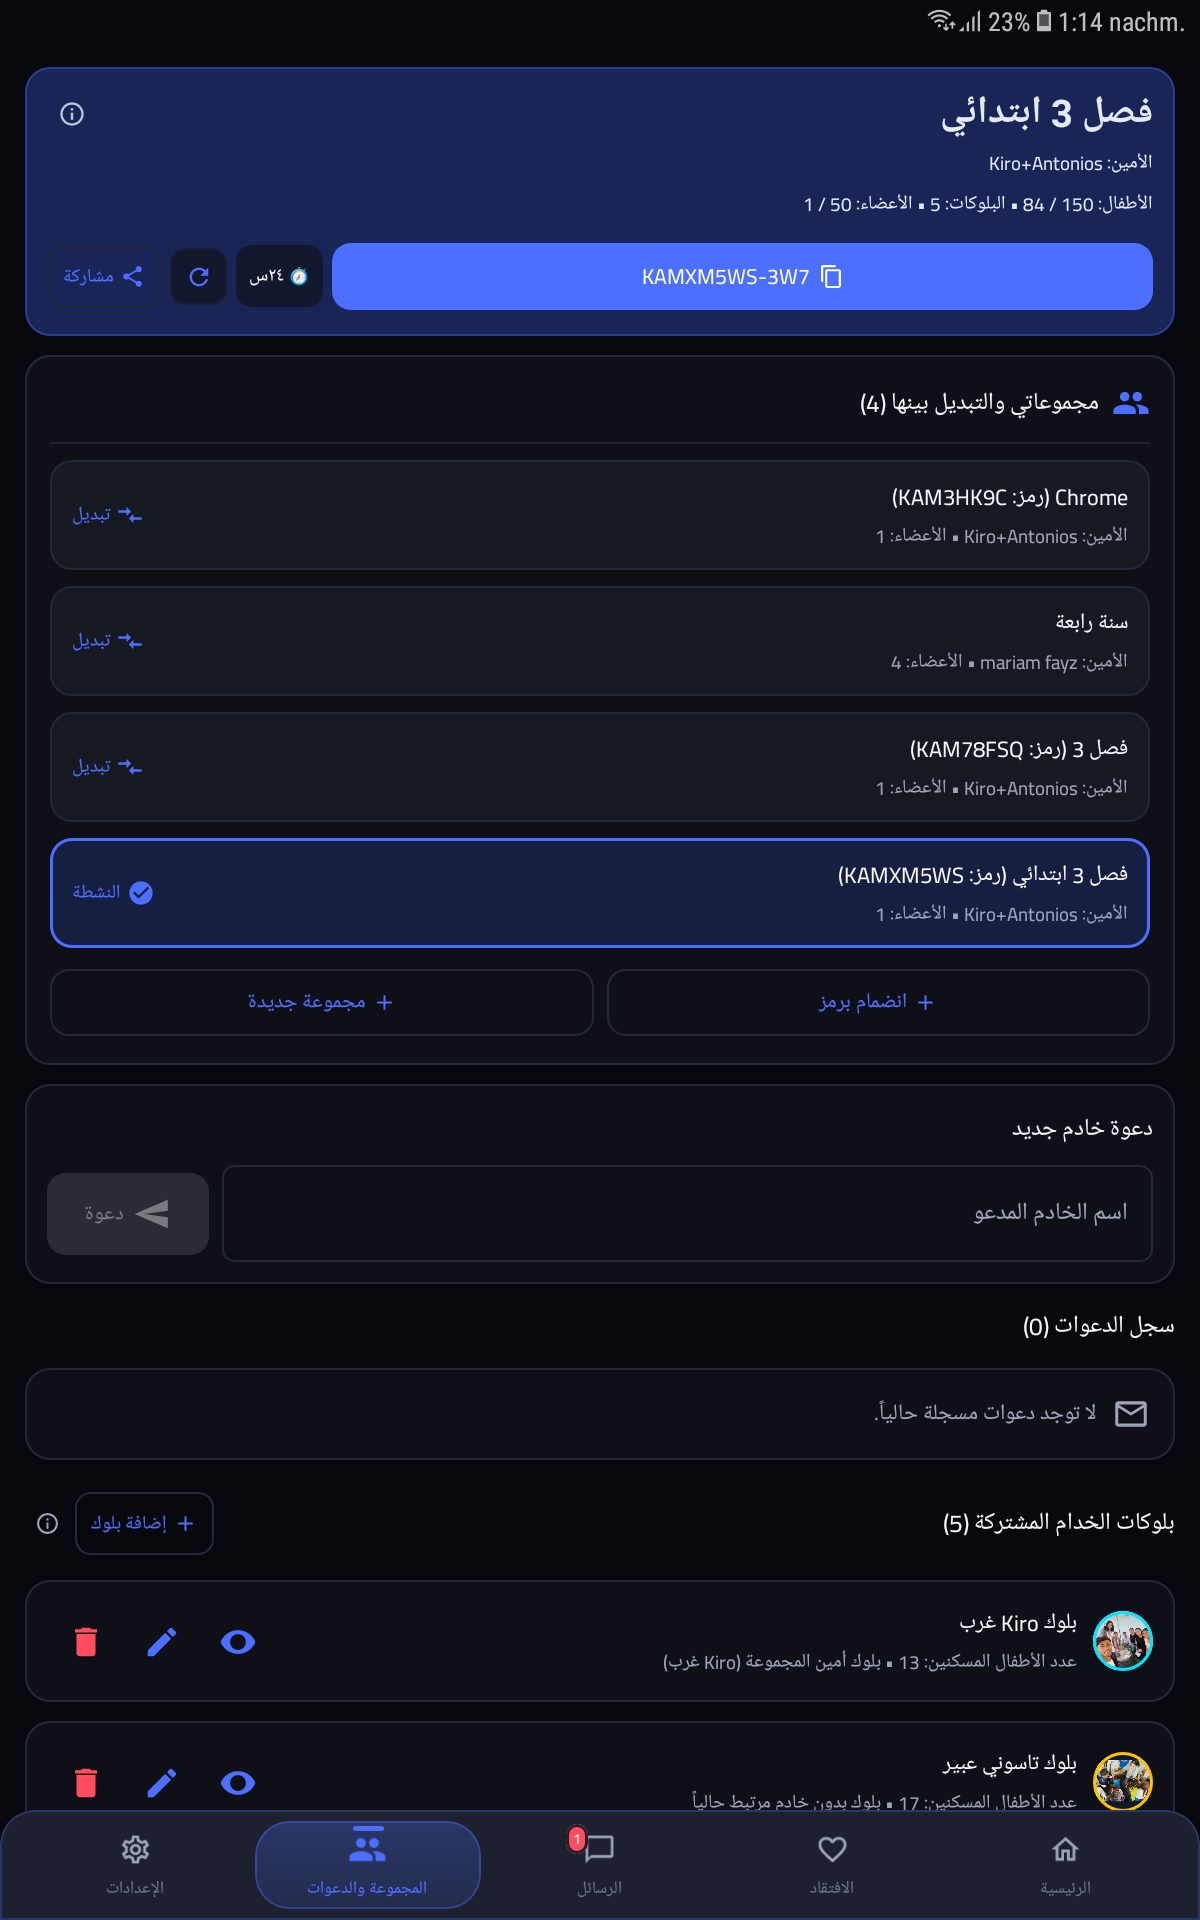 23% 1:14 nachm.
فصل 3 ابتدائي
الأمين: Kiro+Antonios
الأطفال: 150 / 84 ▪ البلوكات: 5 ▪ الأعضاء: 50 / 1
KAMXM5WS-3W7
٢٤س
مشاركة
مجموعاتي والتبديل بينها (4)
Chrome (رمز: KAM3HK9C)
الأمين: Kiro+Antonios ▪ الأعضاء: 1
تبديل
سنة رابعة
الأمين: mariam fayz ▪ الأعضاء: 4
تبديل
فصل 3 (رمز: KAM78FSQ)
الأمين: Kiro+Antonios ▪ الأعضاء: 1
تبديل
فصل 3 ابتدائي (رمز: KAMXM5WS)
الأمين: Kiro+Antonios ▪ الأعضاء: 1
النشطة
+ انضمام برمز
+ مجموعة جديدة
دعوة خادم جديد
اسم الخادم المدعو
دعوة
سجل الدعوات (0)
لا توجد دعوات مسجلة حالياً.
بلوكات الخدام المشتركة (5)
+ إضافة بلوك
بلوك Kiro غرب
عدد الأطفال المسكنين: 13 ▪ بلوك أمين المجموعة (Kiro غرب)
بلوك تاسوني عبير
عدد الأطفال المسكنين: 17 ▪ بلوك بدون خادم مرتبط حالياً
الرئيسية
الافتقاد
1
الرسائل
المجموعة والدعوات
الإعدادات